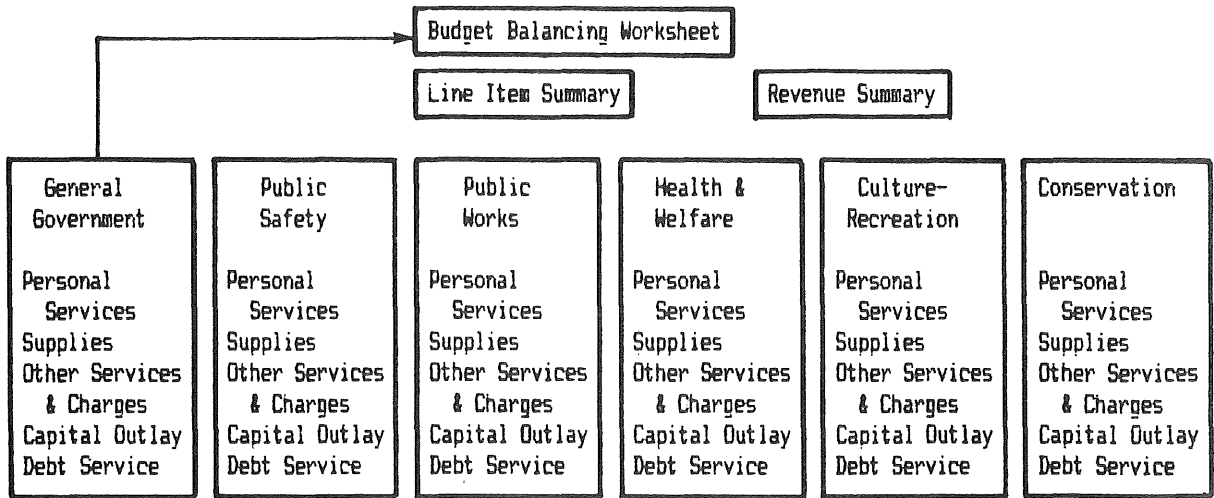 Budget Balancing Worksheet
Line Item Summary
Revenue Summary
General
Government
Personal
Services
Supplies
Other Services
& Charges
Capital Outlay
Debt Service
Public
Safety
Personal
Services
Supplies
Other Services
& Charges
Capital Outlay
Debt Service
Public
Works
Personal
Services
Supplies
Other Services
& Charges
Capital Outlay
Debt Service
Health &
Welfare
Personal
Services
Supplies
Other Services
& Charges
Capital Outlay
Debt Service
Culture-
Recreation
Personal
Services
Supplies
Other Services
& Charges
Capital Outlay
Debt Service
Conservation
Personal
Services
Supplies
Other Services
& Charges
Capital Outlay
Debt Service